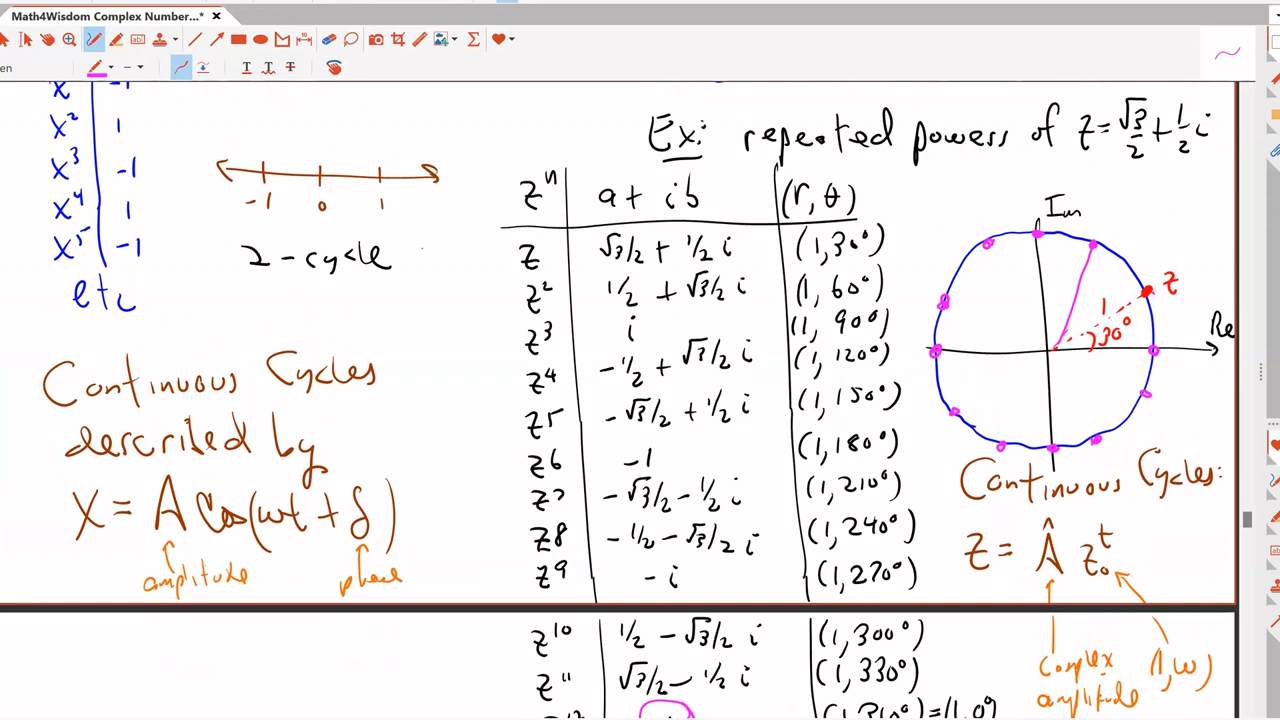 Math4Wisdom Complex Number...*
en
x -1
x² 1
x³ -1
x⁴ 1
x⁵ -1
etc
-1 0 1
2-cycle
Continuous Cycles
described by
X = A Cos(ωt + δ)
amplitude phase
Ex: repeated powers of z = √3/2 + 1/2 i
zⁿ a + ib (r, θ)
z √3/2 + 1/2 i (1, 30°)
z² 1/2 + √3/2 i (1, 60°)
z³ i (1, 90°)
z⁴ -1/2 + √3/2 i (1, 120°)
z⁵ -√3/2 + 1/2 i (1, 150°)
z⁶ -1 (1, 180°)
z⁷ -√3/2 - 1/2 i (1, 210°)
z⁸ -1/2 - √3/2 i (1, 240°)
z⁹ -i (1, 270°)
z¹⁰ 1/2 - √3/2 i (1, 300°)
z¹¹ √3/2 - 1/2 i (1, 330°)
Im
z
1
30°
Re
Continuous Cycles:
Z = Â z₀ᵗ
complex
amplitude
(1, ω)